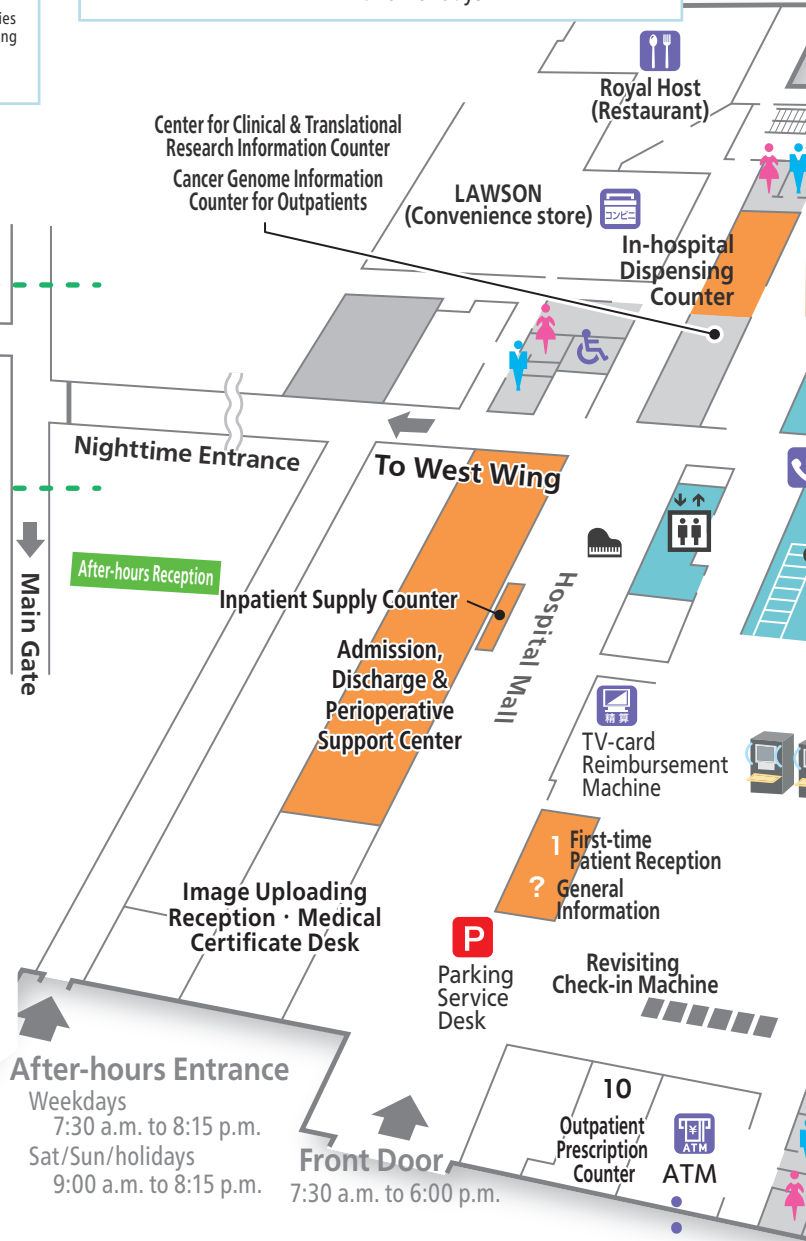 ies
ng
Royal Host
(Restaurant)
Center for Clinical & Translational
Research Information Counter
Cancer Genome Information
Counter for Outpatients
LAWSON
(Convenience store)
コンビニ
In-hospital
Dispensing
Counter
Nighttime Entrance
To West Wing
After-hours Reception
Main Gate
Inpatient Supply Counter
Hospital Mall
Admission,
Discharge &
Perioperative
Support Center
精算
TV-card
Reimbursement
Machine
1 First-time
Patient Reception
? General
Information
Image Uploading
Reception・Medical
Certificate Desk
P
Parking
Service
Desk
Revisiting
Check-in Machine
After-hours Entrance
Weekdays
7:30 a.m. to 8:15 p.m.
Sat/Sun/holidays
9:00 a.m. to 8:15 p.m.
Front Door
7:30 a.m. to 6:00 p.m.
10
Outpatient
Prescription
Counter
¥
ATM
ATM